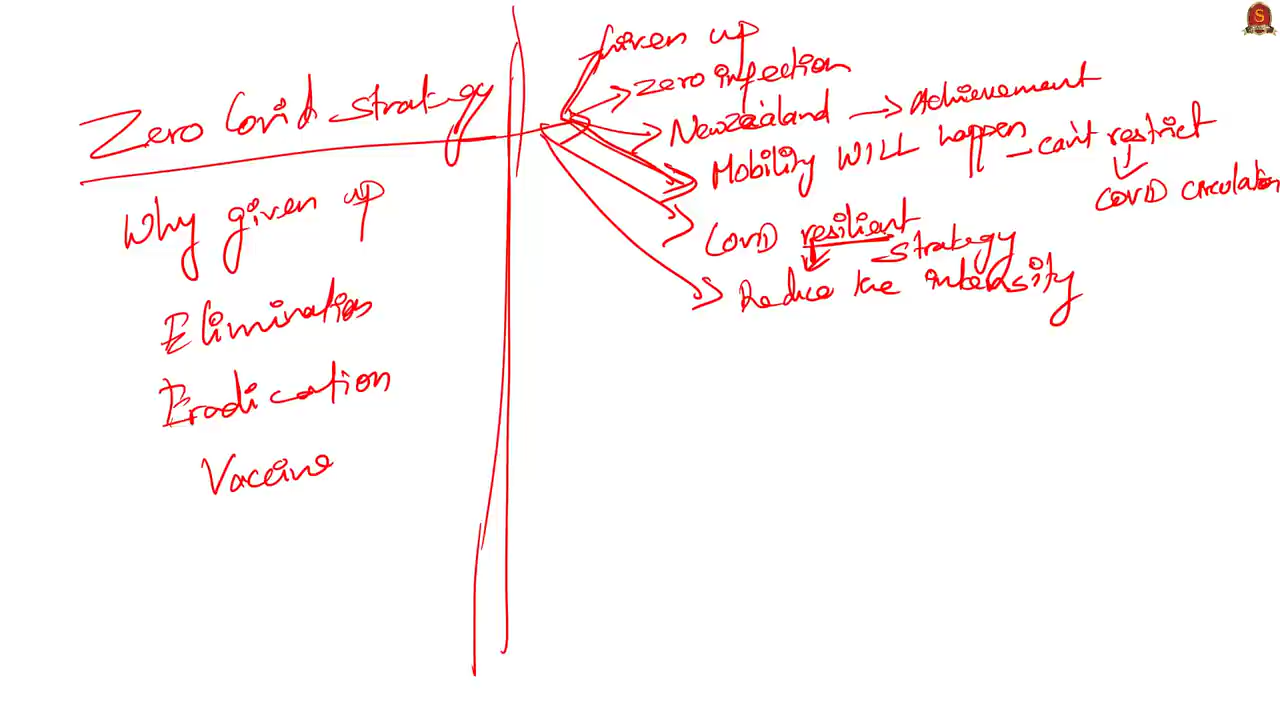 Zero Covid strategy
Why given up
Elimination
Eradication
Vaccine
Given up
Zero infection
Newzealand → Achievement
Mobility WILL happen - can't restrict
COVID circulation
COVID resilient
strategy
Reduce the intensity
S